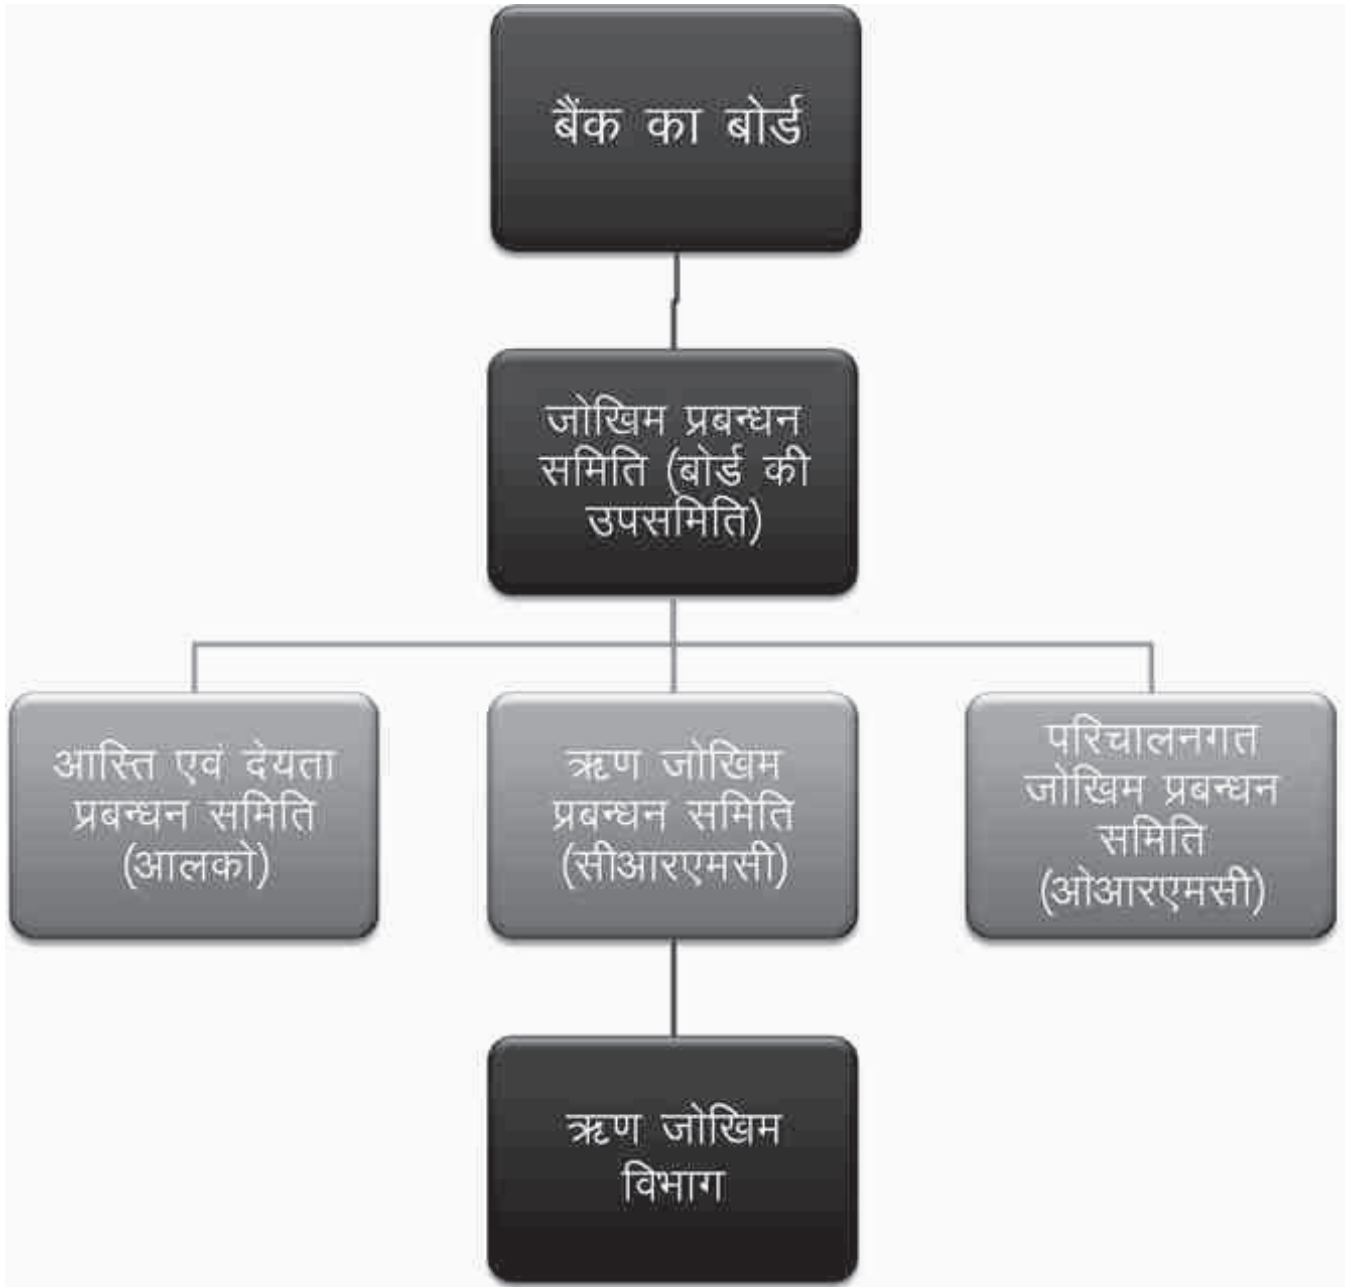 बैंक का बोर्ड
जोखिम प्रबन्धन
समिति (बोर्ड की
उपसमिति)
आस्ति एवं देयता
प्रबन्धन समिति
(आलको)
ऋण जोखिम
प्रबन्धन समिति
(सीआरएमसी)
परिचालनगत
जोखिम प्रबन्धन
समिति
(ओआरएमसी)
ऋण जोखिम
विभाग